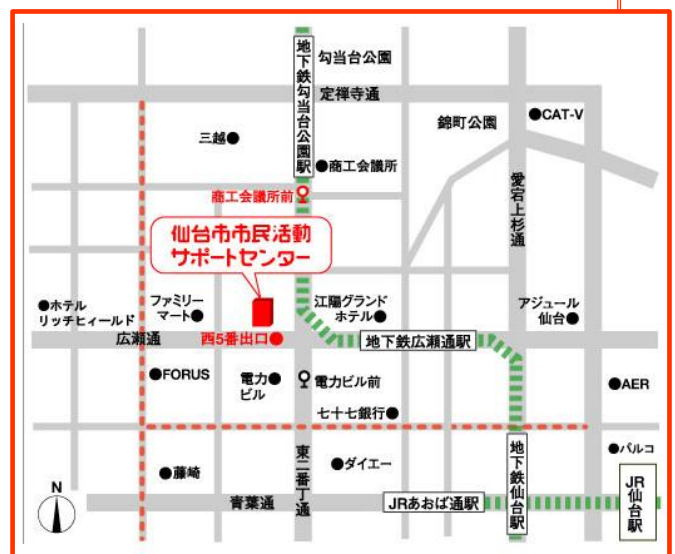 地下鉄勾当台公園駅
勾当台公園
定禅寺通
三越
錦町公園
CAT-V
商工会議所
商工会議所前
愛宕上杉通
仙台市市民活動
サポートセンター
ホテル
リッチヒィールド
ファミリー
マート
江陽グランド
ホテル
アジュール
仙台
広瀬通
西5番出口
地下鉄広瀬通駅
FORUS
電力
ビル
電力ビル前
AER
七十七銀行
藤崎
東二番丁通
ダイエー
地下鉄仙台駅
パルコ
N
青葉通
JRあおば通駅
JR
仙台駅